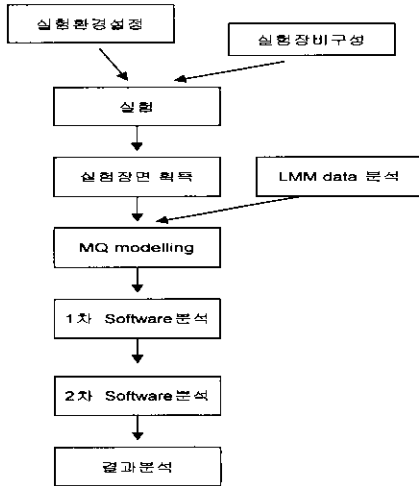 실험환경설정
실험장비구성
실험
실험장면 획득
LMM data 분석
MQ modelling
1차 Software분석
2차 Software분석
결과분석